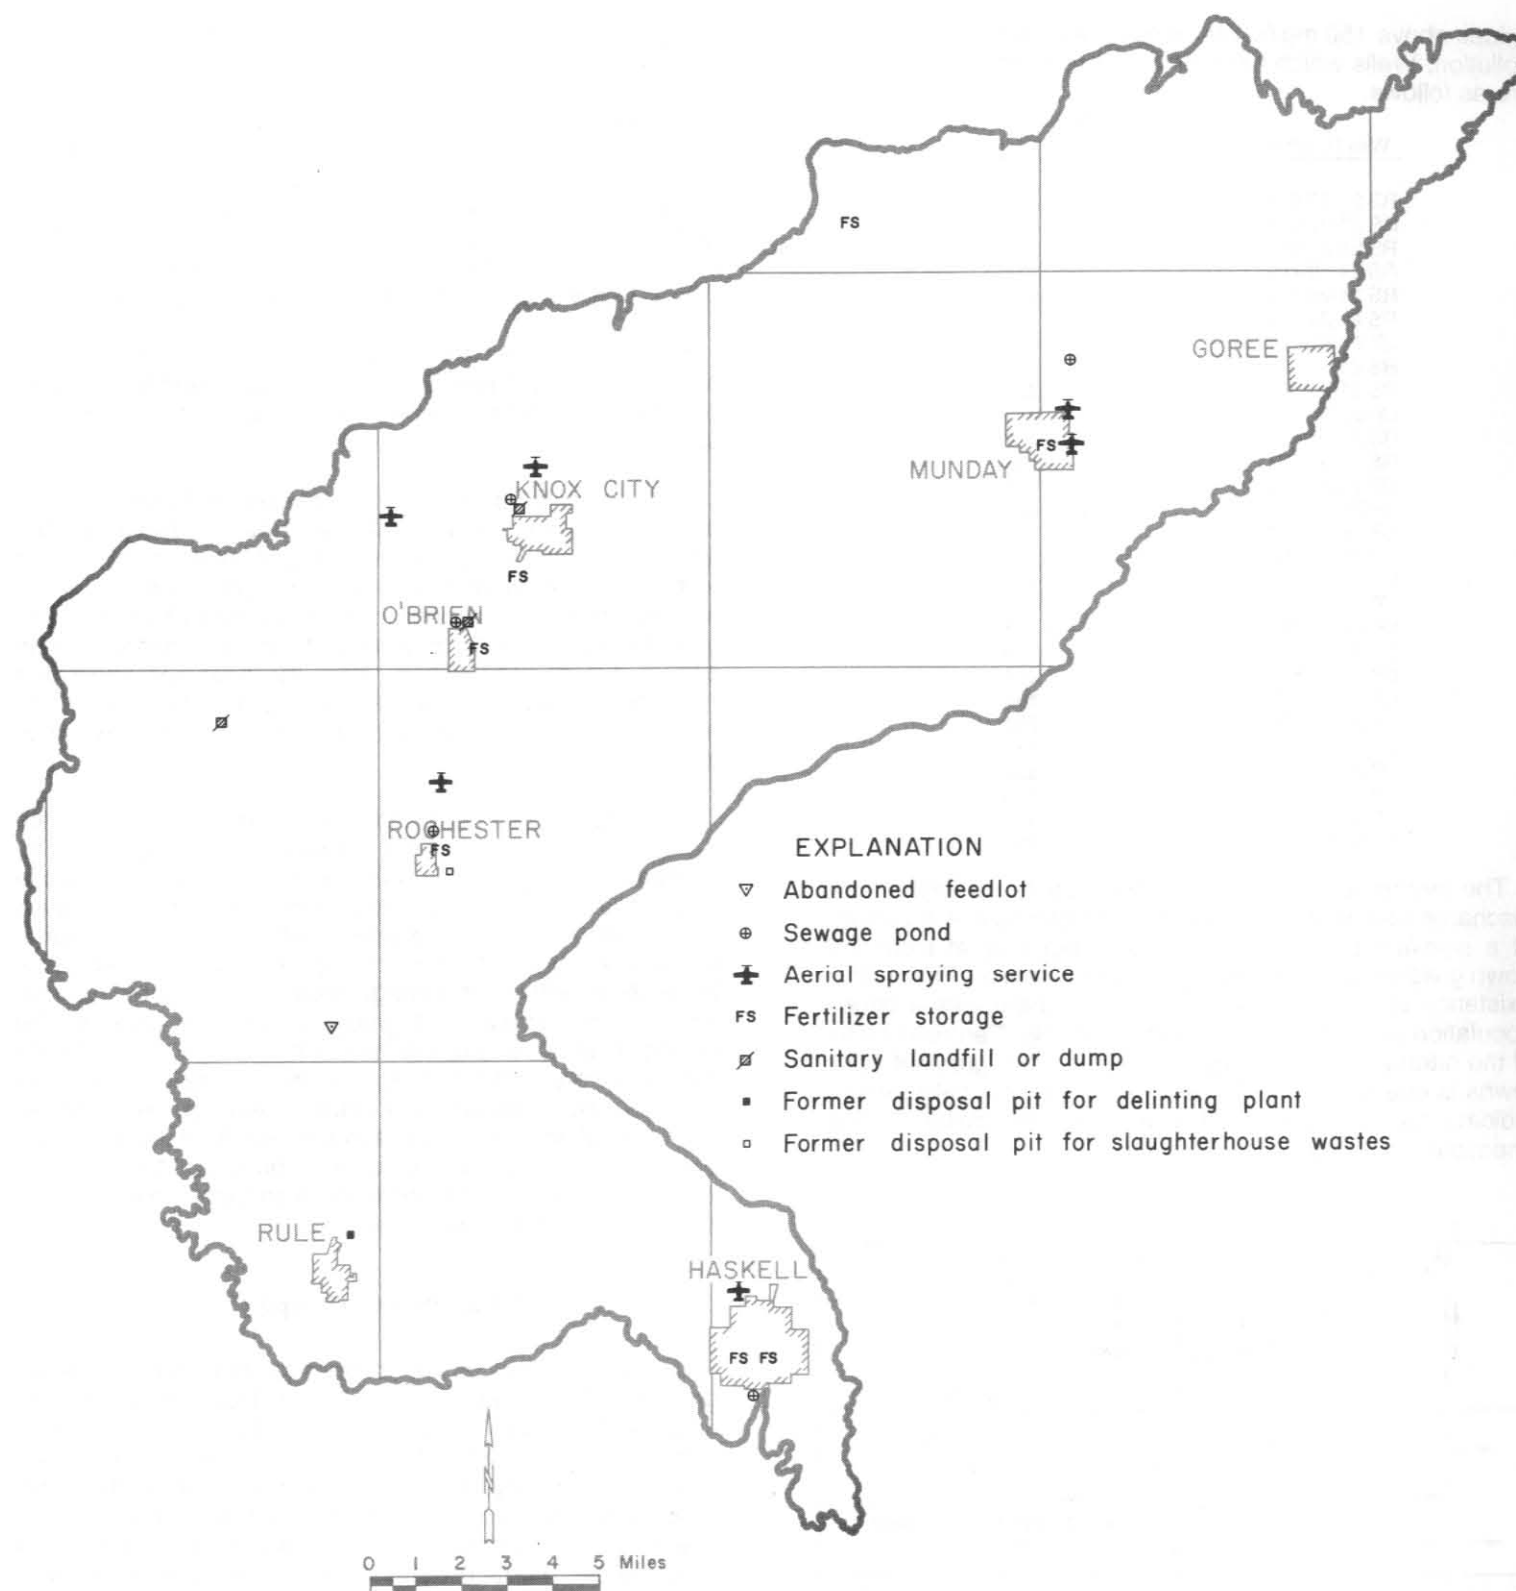 FS
GOREE
FS
MUNDAY
KNOX CITY
FS
O'BRIEN
FS
ROCHESTER
FS
EXPLANATION
Abandoned feedlot
Sewage pond
Aerial spraying service
FS Fertilizer storage
Sanitary landfill or dump
Former disposal pit for delinting plant
Former disposal pit for slaughterhouse wastes
RULE
HASKELL
FS FS
N
0 1 2 3 4 5 Miles